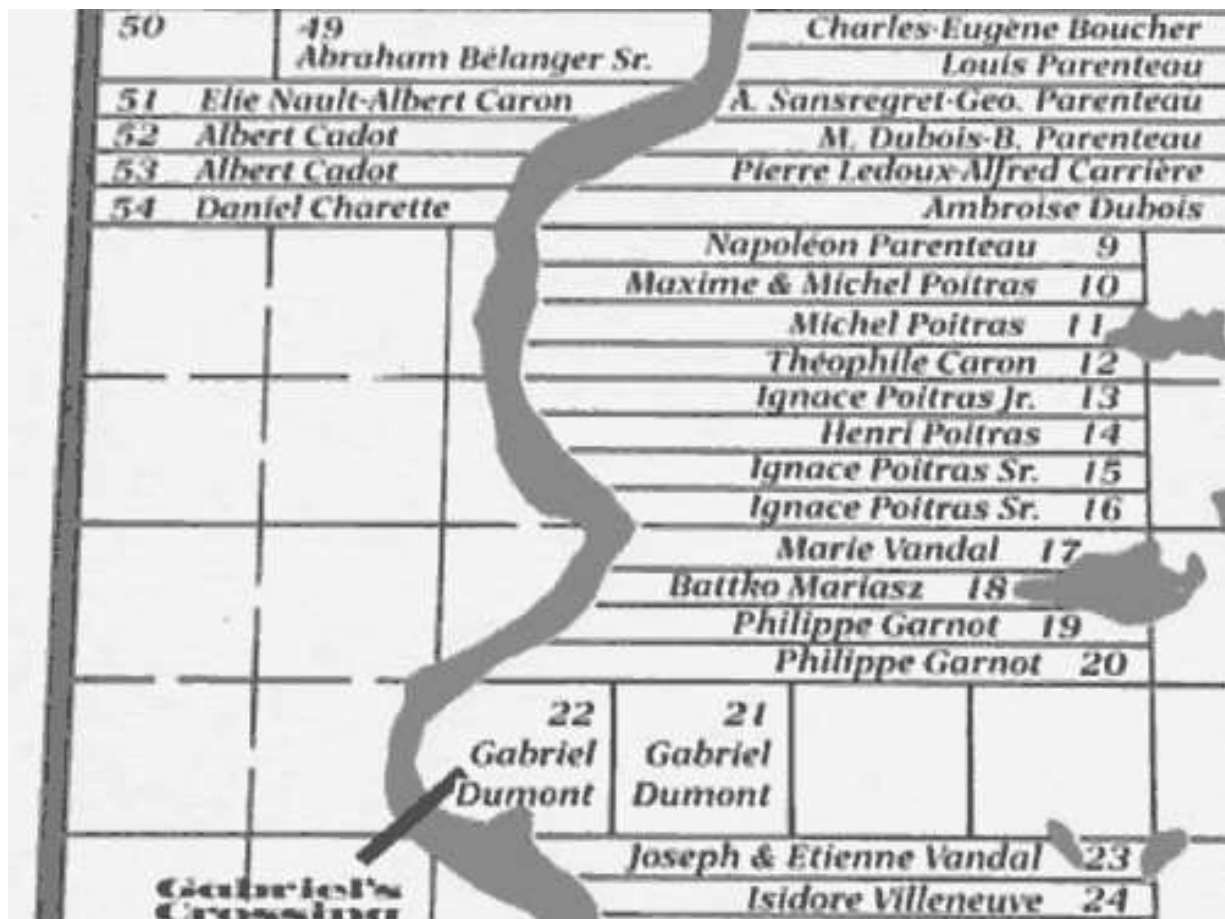 50
49
Abraham Bélanger Sr.
51 Elie Nault-Albert Caron
52 Albert Cadot
53 Albert Cadot
54 Daniel Charette
Charles-Eugène Boucher
Louis Parenteau
A. Sansregret-Geo. Parenteau
M. Dubois-B. Parenteau
Pierre Ledoux-Alfred Carrière
Ambroise Dubois
Napoléon Parenteau 9
Maxime & Michel Poitras 10
Michel Poitras 11
Théophile Caron 12
Ignace Poitras Jr. 13
Henri Poitras 14
Ignace Poitras Sr. 15
Ignace Poitras Sr. 16
Marie Vandal 17
Battko Mariasz 18
Philippe Garnot 19
Philippe Garnot 20
22
Gabriel
Dumont
21
Gabriel
Dumont
Joseph & Etienne Vandal 23
Isidore Villeneuve 24
Gabriel's
Crossing